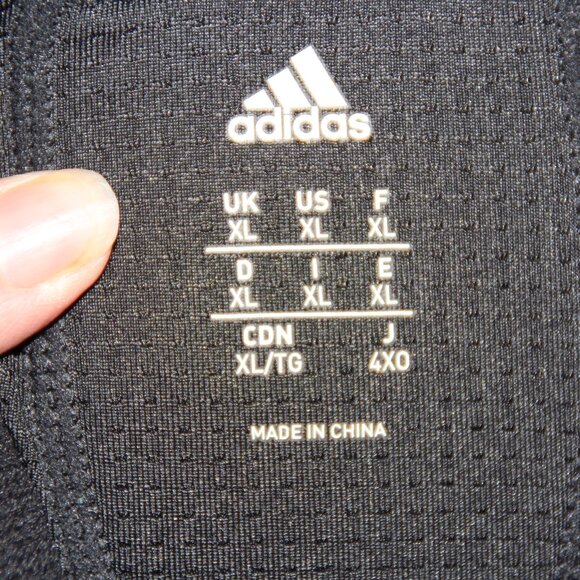 adidas
UK US F
XL XL XL
D I E
XL XL XL
CDN J
XL/TG 4XO
MADE IN CHINA